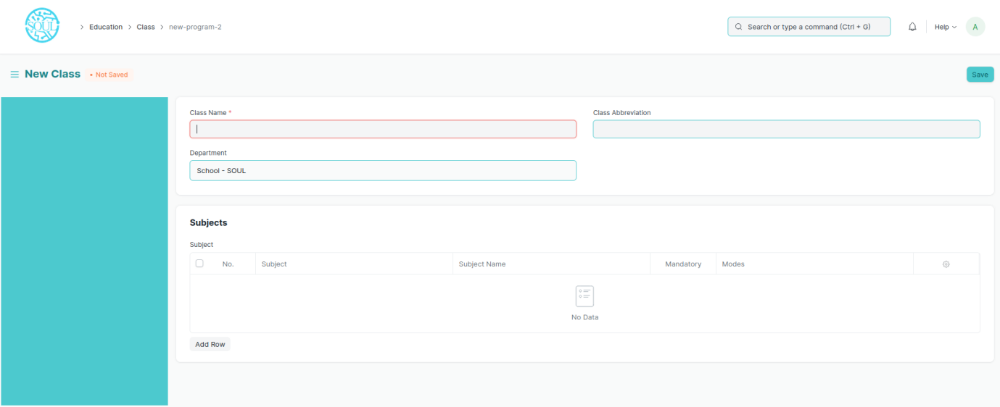 SOUL
> Education > Class > new-program-2
Search or type a command (Ctrl + G)
Help
A
New Class
• Not Saved
Save
Class Name *
Class Abbreviation
Department
School - SOUL
Subjects
Subject
No. Subject Subject Name Mandatory Modes
No Data
Add Row